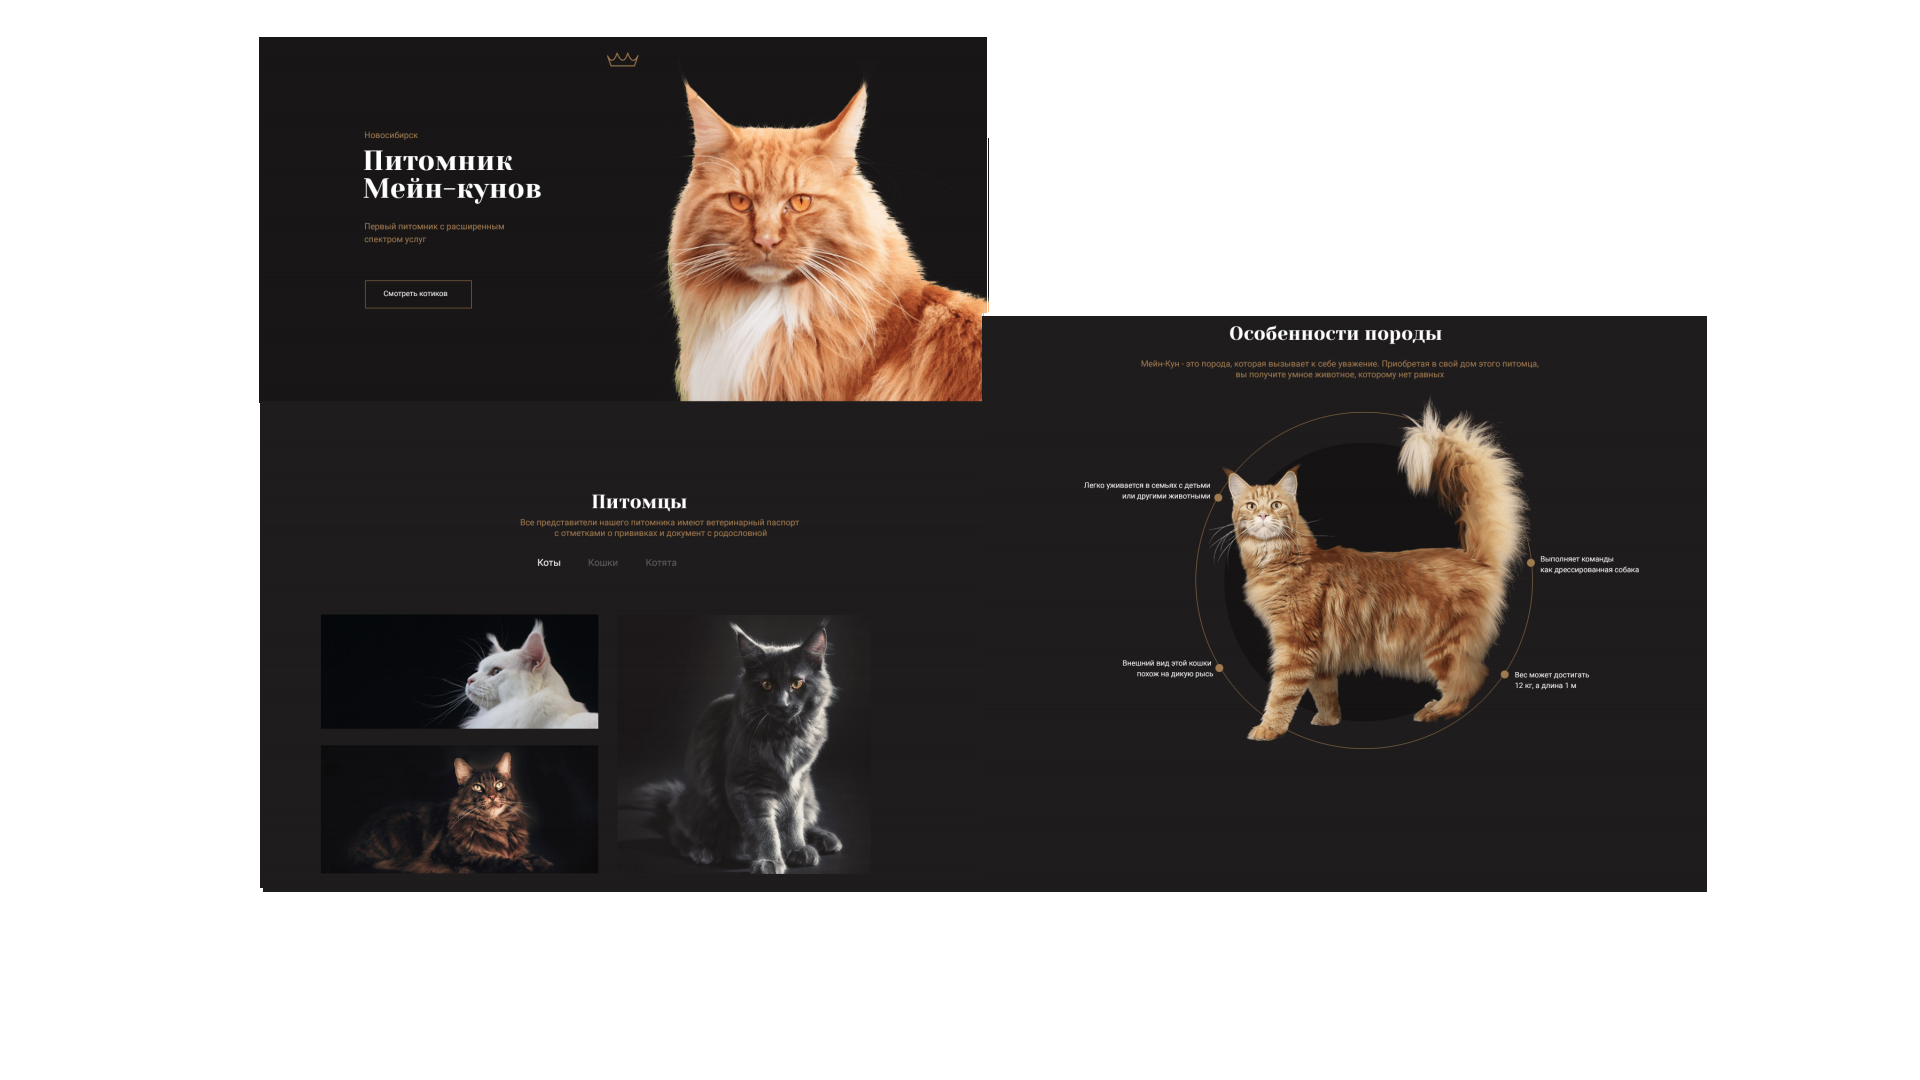 Новосибирск
Питомник
Мейн-кунов
Первый питомник с расширенным
спектром услуг
Смотреть котиков
Питомцы
Все представители нашего питомника имеют ветеринарный паспорт
с отметками о прививках и документ с родословной
Коты Кошки Котята
Особенности породы
Мейн-Кун - это порода, которая вызывает к себе уважение. Приобретая в свой дом этого питомца,
вы получите умное животное, которому нет равных
Легко уживается в семьях с детьми
или другими животными
Выполняет команды
как дрессированная собака
Внешний вид этой кошки
похож на дикую рысь
Вес может достигать
12 кг, а длина 1 м